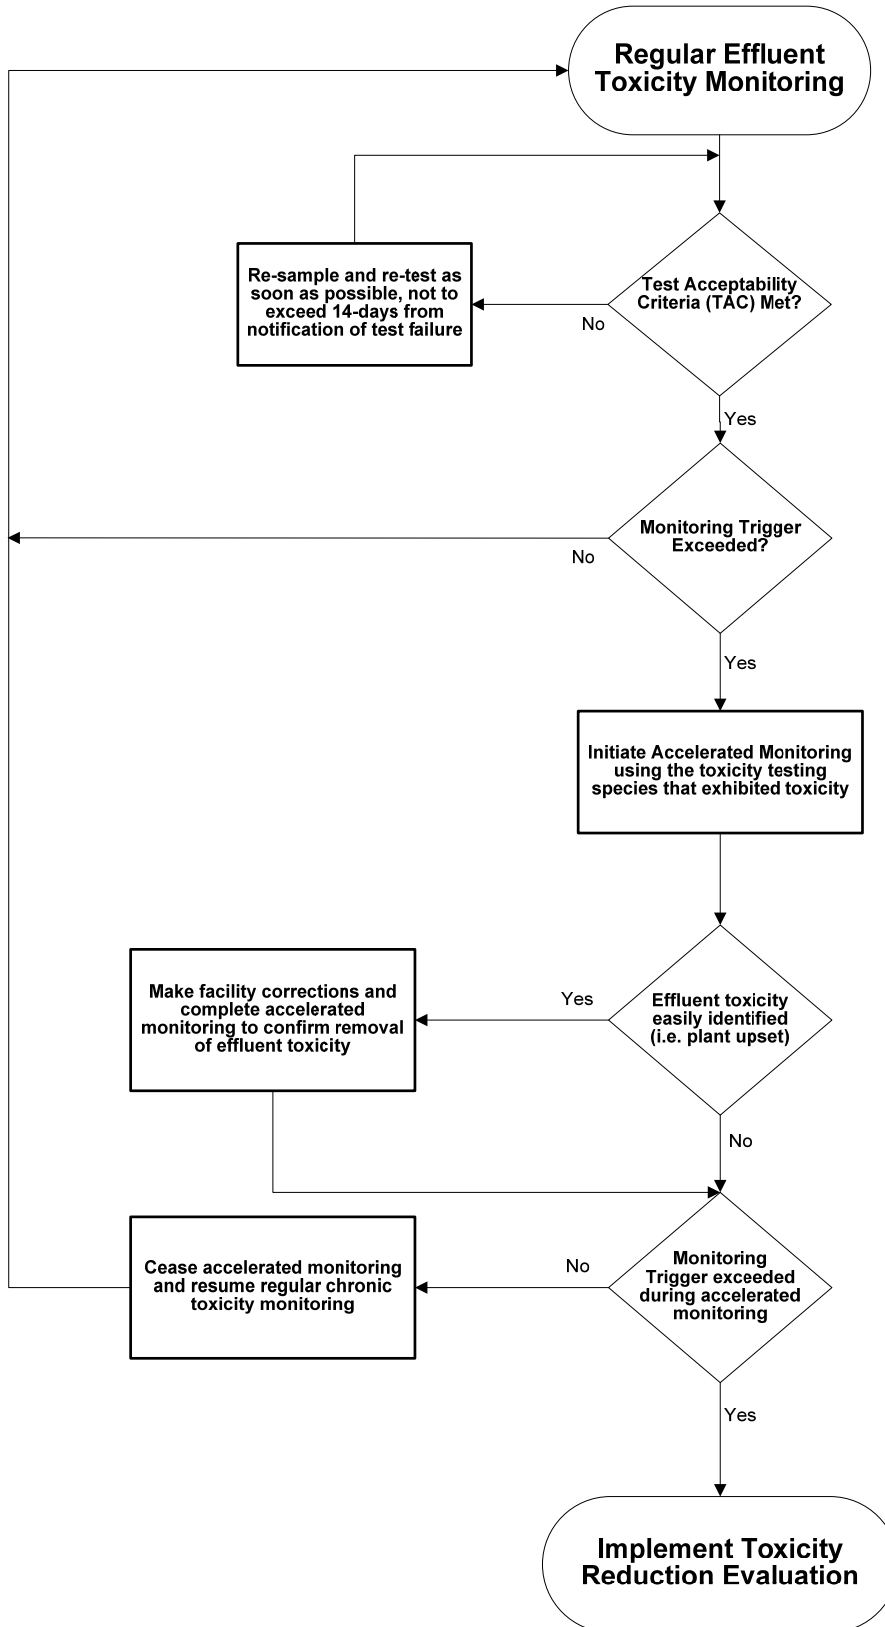 Regular Effluent
Toxicity Monitoring
Test Acceptability
Criteria (TAC) Met?
No
Re-sample and re-test as
soon as possible, not to
exceed 14-days from
notification of test failure
Yes
Monitoring Trigger
Exceeded?
No
Yes
Initiate Accelerated Monitoring
using the toxicity testing
species that exhibited toxicity
Effluent toxicity
easily identified
(i.e. plant upset)
Yes
Make facility corrections and
complete accelerated
monitoring to confirm removal
of effluent toxicity
No
Monitoring
Trigger exceeded
during accelerated
monitoring
No
Cease accelerated monitoring
and resume regular chronic
toxicity monitoring
Yes
Implement Toxicity
Reduction Evaluation